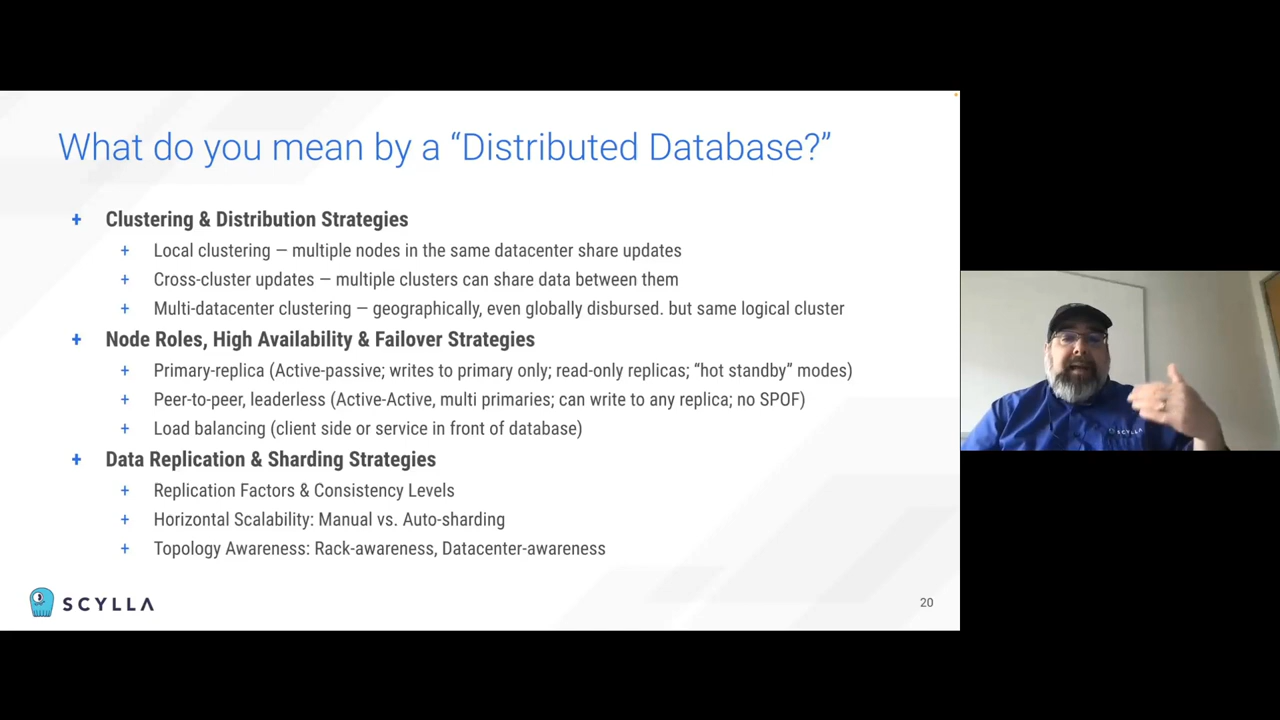 What do you mean by a “Distributed Database?”
+ Clustering & Distribution Strategies
+ Local clustering — multiple nodes in the same datacenter share updates
+ Cross-cluster updates — multiple clusters can share data between them
+ Multi-datacenter clustering — geographically, even globally disbursed. but same logical cluster
+ Node Roles, High Availability & Failover Strategies
+ Primary-replica (Active-passive; writes to primary only; read-only replicas; “hot standby” modes)
+ Peer-to-peer, leaderless (Active-Active, multi primaries; can write to any replica; no SPOF)
+ Load balancing (client side or service in front of database)
+ Data Replication & Sharding Strategies
+ Replication Factors & Consistency Levels
+ Horizontal Scalability: Manual vs. Auto-sharding
+ Topology Awareness: Rack-awareness, Datacenter-awareness
SCYLLA
20
SCYLLA